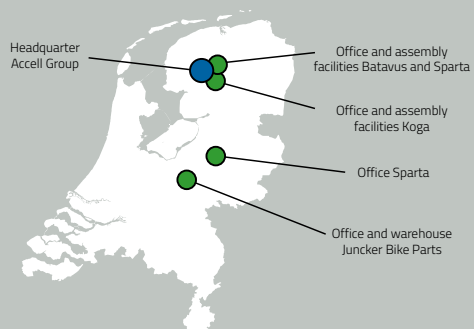 Headquarter
Accell Group
Office and assembly
facilities Batavus and Sparta
Office and assembly
facilities Koga
Office Sparta
Office and warehouse
Juncker Bike Parts